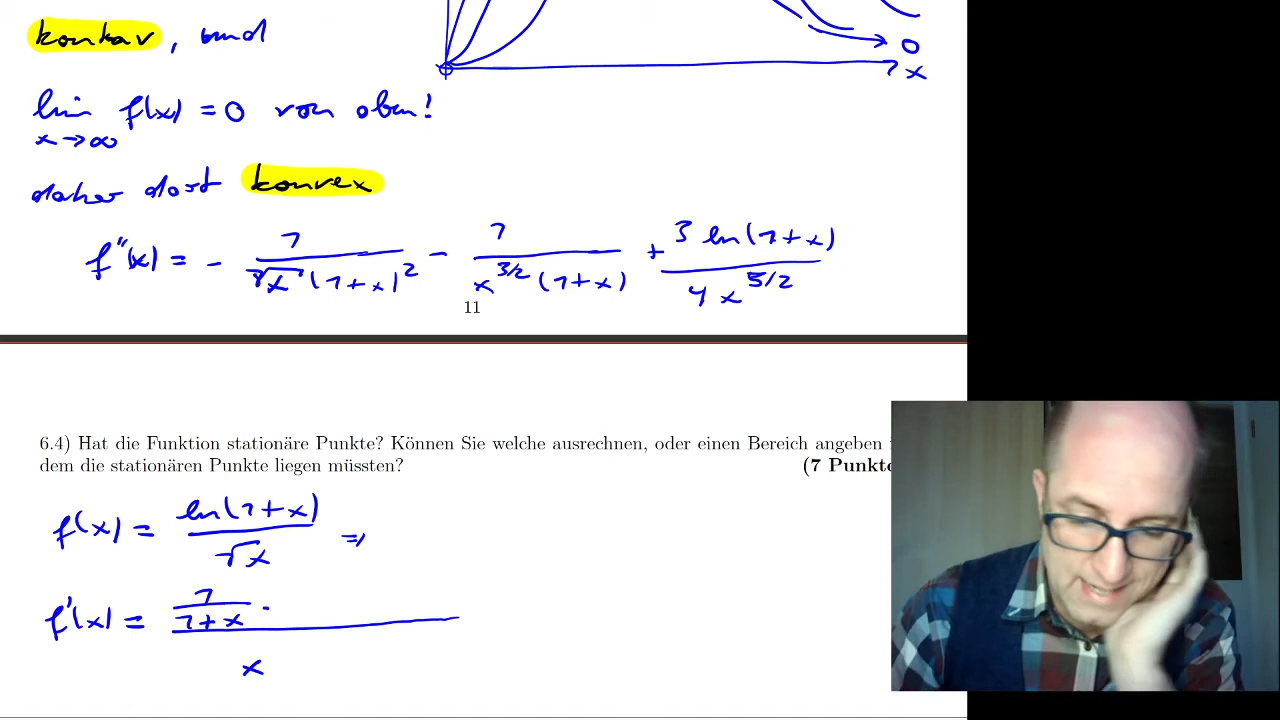 konkav, und
lim f(x) = 0 von oben!
x → ∞
→ 0
x
daher dort konvex
f''(x) = - 1 / (√x (1+x)²) - 1 / (x^{3/2} (1+x)) + 3 ln(1+x) / (4 x^{5/2})
11
6.4) Hat die Funktion stationäre Punkte? Können Sie welche ausrechnen, oder einen Bereich angeben
dem die stationären Punkte liegen müssten? (7 Punkte
f(x) = ln(1+x) / √x ⇒
f'(x) = 1/(1+x) · / x